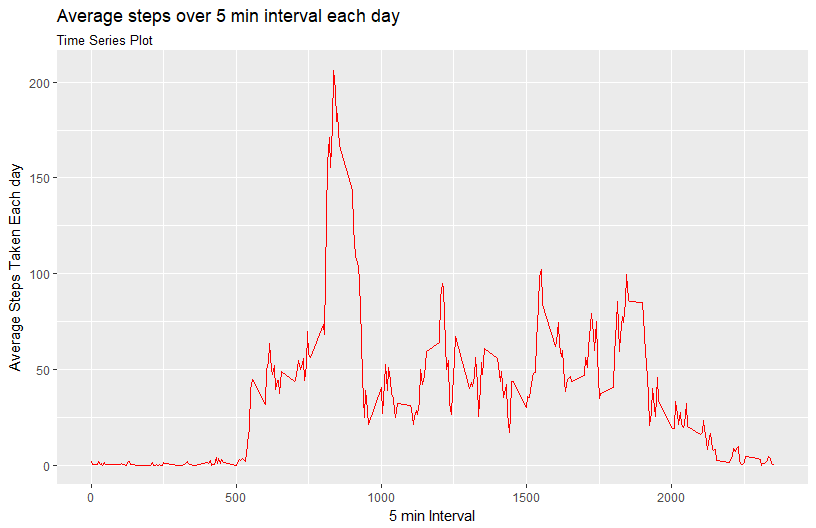 Average steps over 5 min interval each day
Time Series Plot
Average Steps Taken Each day
200
150
100
50
0
0 500 1000 1500 2000
5 min Interval